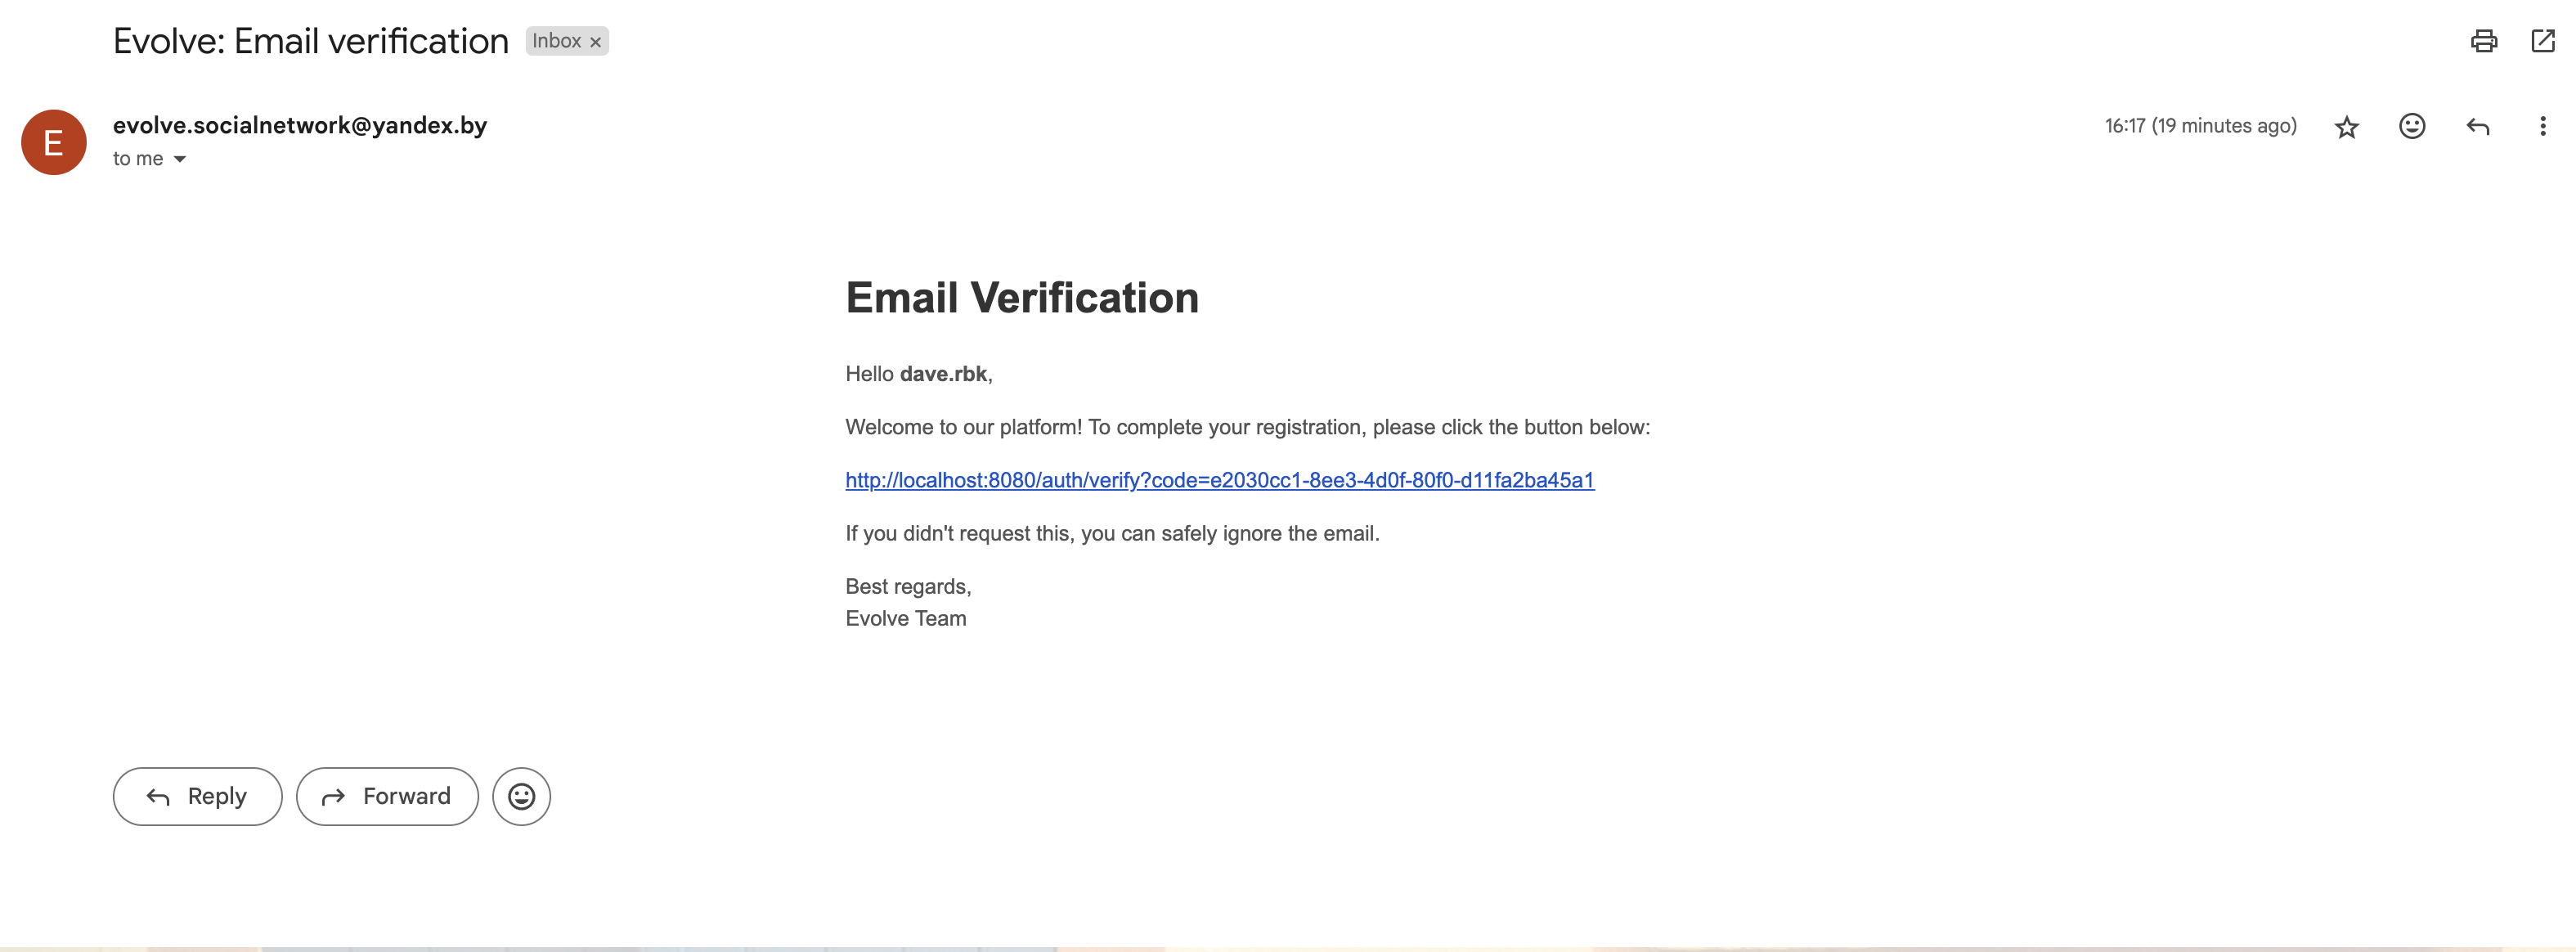 Evolve: Email verification Inbox ×
E
evolve.socialnetwork@yandex.by 16:17 (19 minutes ago)
to me
Email Verification
Hello dave.rbk,
Welcome to our platform! To complete your registration, please click the button below:
http://localhost:8080/auth/verify?code=e2030cc1-8ee3-4d0f-80f0-d11fa2ba45a1
If you didn't request this, you can safely ignore the email.
Best regards,
Evolve Team
Reply Forward